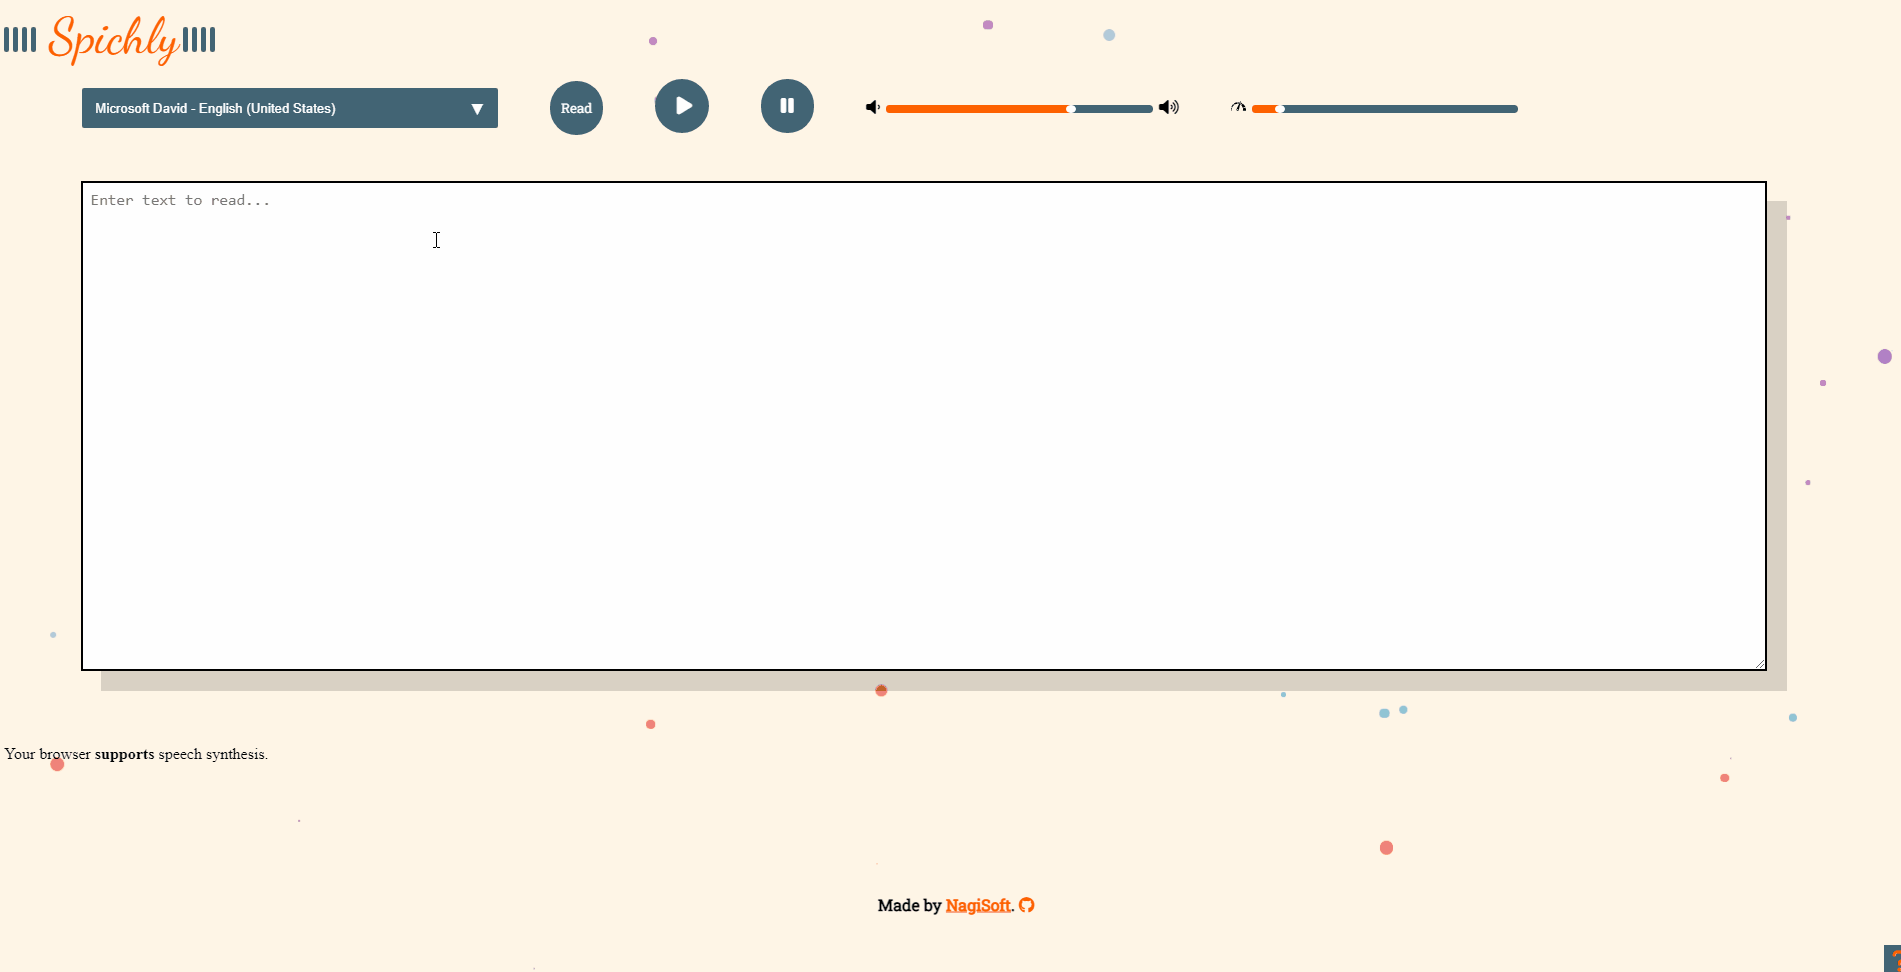 Spichly
Microsoft David - English (United States)
Read
Enter text to read...
Your browser supports speech synthesis.
Made by NagiSoft.